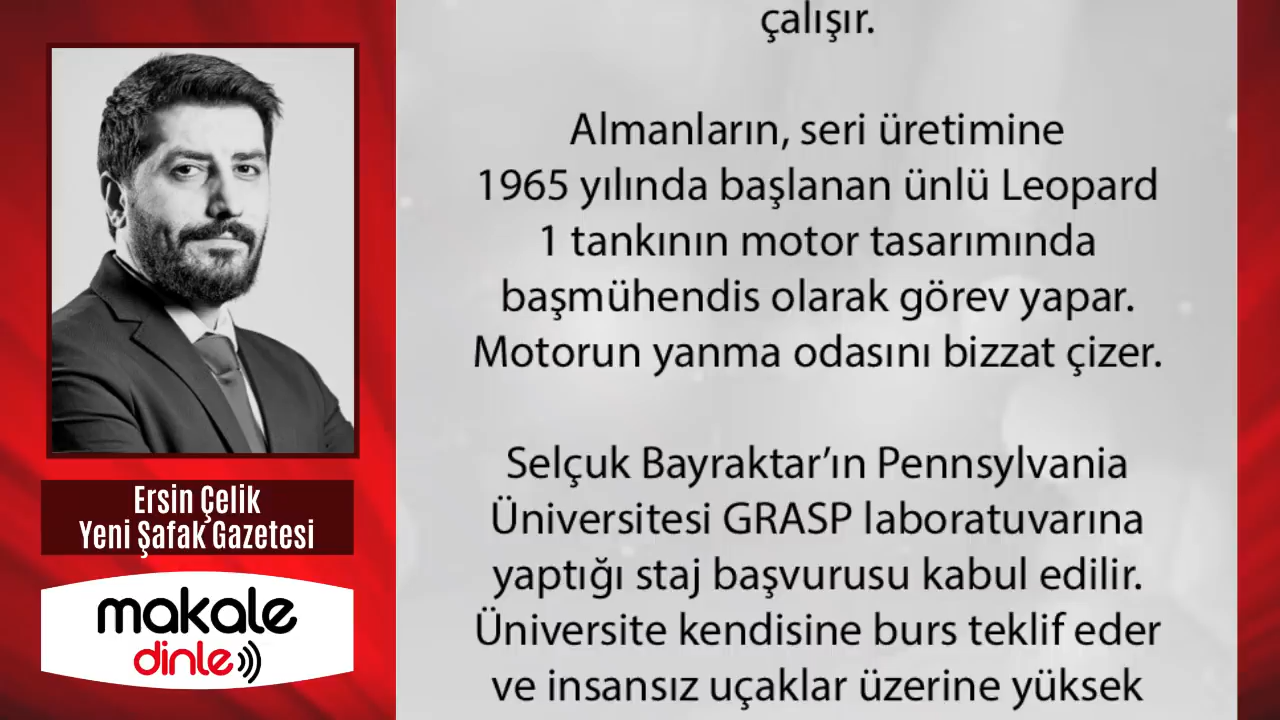 Ersin Çelik
Yeni Şafak Gazetesi
makale
dinle
çalışır.
Almanların, seri üretimine
1965 yılında başlanan ünlü Leopard
1 tankının motor tasarımında
başmühendis olarak görev yapar.
Motorun yanma odasını bizzat çizer.
Selçuk Bayraktar’ın Pennsylvania
Üniversitesi GRASP laboratuvarına
yaptığı staj başvurusu kabul edilir.
Üniversite kendisine burs teklif eder
ve insansız uçaklar üzerine yüksek